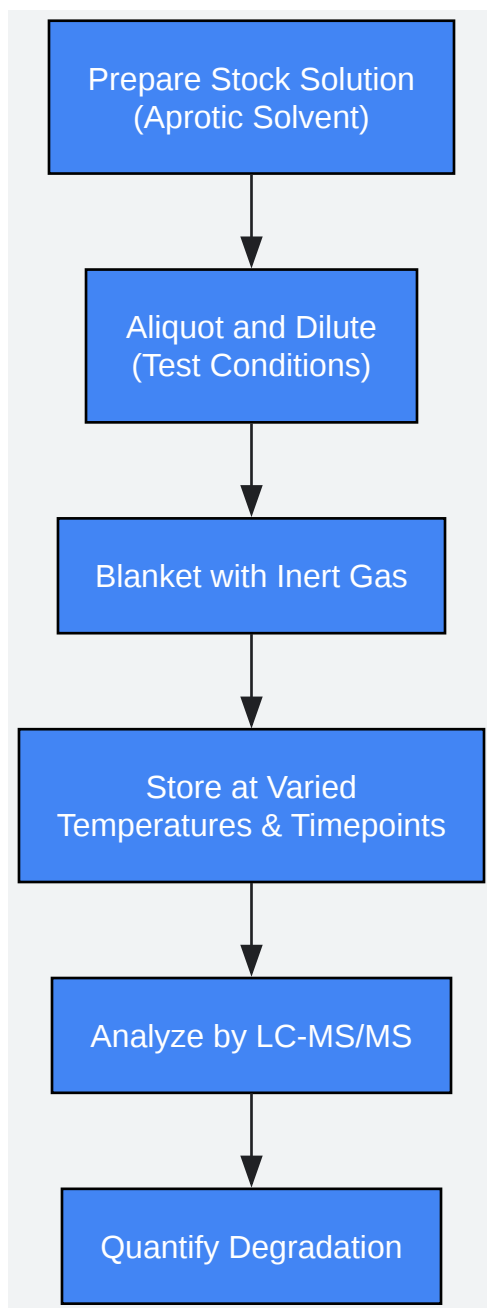 Prepare Stock Solution
(Aprotic Solvent)
Aliquot and Dilute
(Test Conditions)
Blanket with Inert Gas
Store at Varied
Temperatures & Timepoints
Analyze by LC-MS/MS
Quantify Degradation